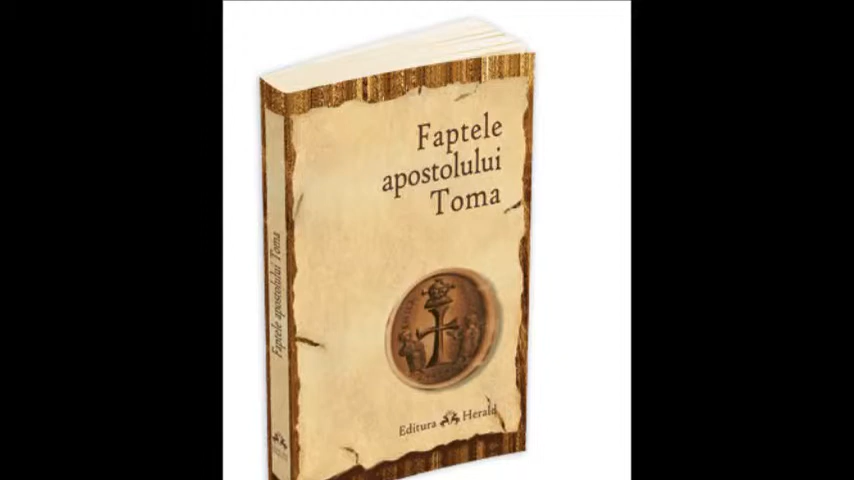 Faptele
apostolului
Toma
Editura Herald
Faptele apostolului Toma